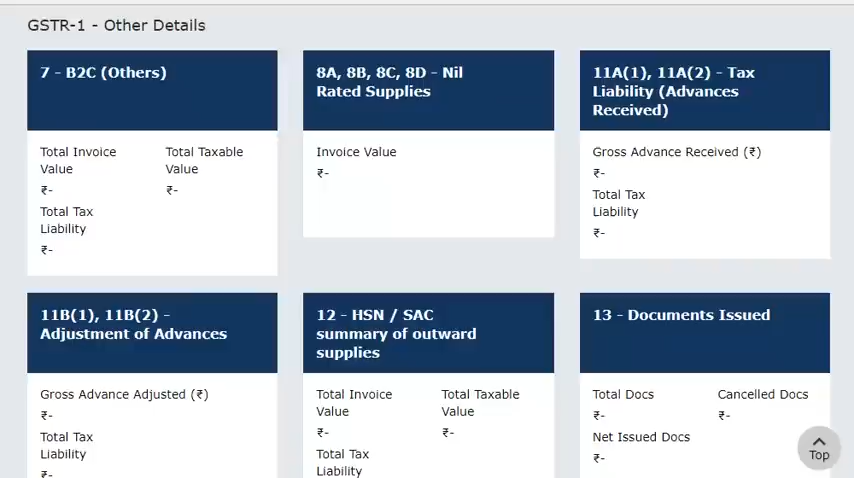 GSTR-1 - Other Details
7 - B2C (Others)
Total Invoice
Value
₹-
Total Taxable
Value
₹-
Total Tax
Liability
₹-
8A, 8B, 8C, 8D - Nil
Rated Supplies
Invoice Value
₹-
11A(1), 11A(2) - Tax
Liability (Advances
Received)
Gross Advance Received (₹)
₹-
Total Tax
Liability
₹-
11B(1), 11B(2) -
Adjustment of Advances
Gross Advance Adjusted (₹)
₹-
Total Tax
Liability
₹-
12 - HSN / SAC
summary of outward
supplies
Total Invoice
Value
₹-
Total Taxable
Value
₹-
Total Tax
Liability
13 - Documents Issued
Total Docs
₹-
Cancelled Docs
₹-
Net Issued Docs
₹-
Top